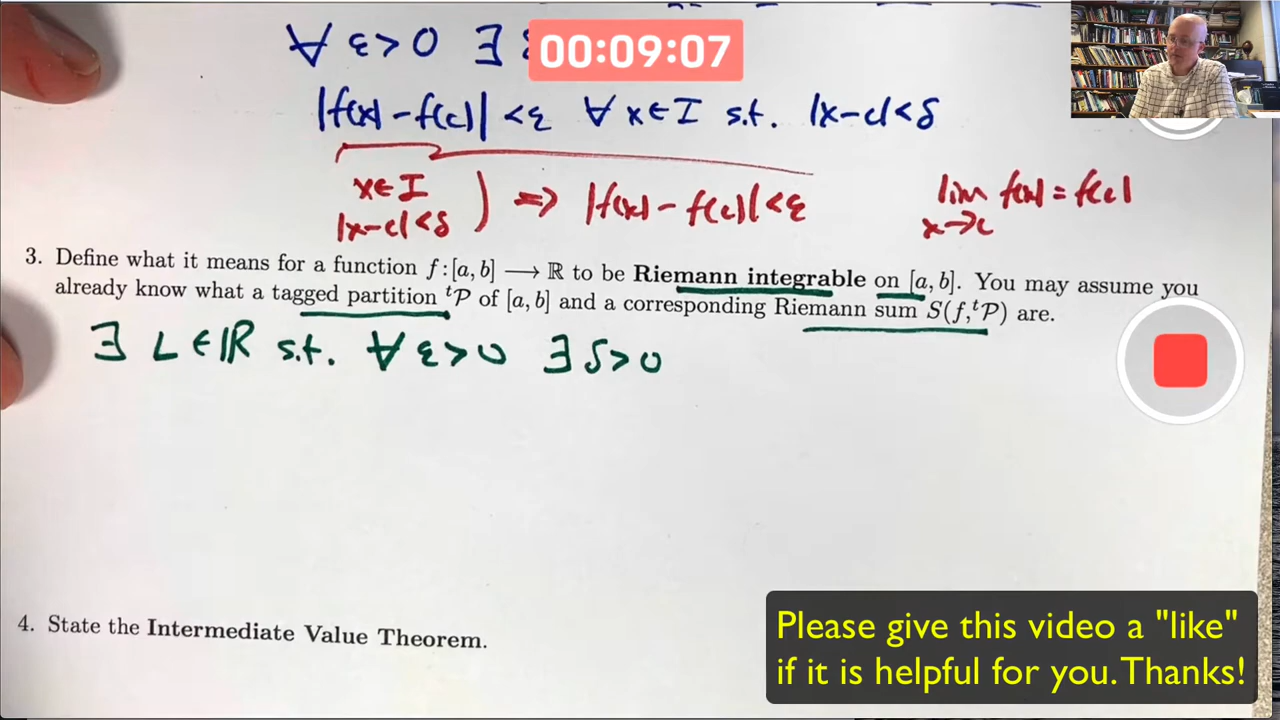 ∀ ε>0 ∃
00:09:07
|f(x)-f(c)|<ε ∀ x∈I s.t. |x-c|<δ
x∈I
|x-c|<δ ) ⇒ |f(x)-f(c)|<ε
lim f(x)=f(c)
x→c
3. Define what it means for a function f:[a,b] ⟶ ℝ to be Riemann integrable on [a,b]. You may assume you
already know what a tagged partition ᵗP of [a,b] and a corresponding Riemann sum S(f,ᵗP) are.
∃ L∈ℝ s.t. ∀ ε>0 ∃ δ>0
4. State the Intermediate Value Theorem.
Please give this video a "like"
if it is helpful for you. Thanks!